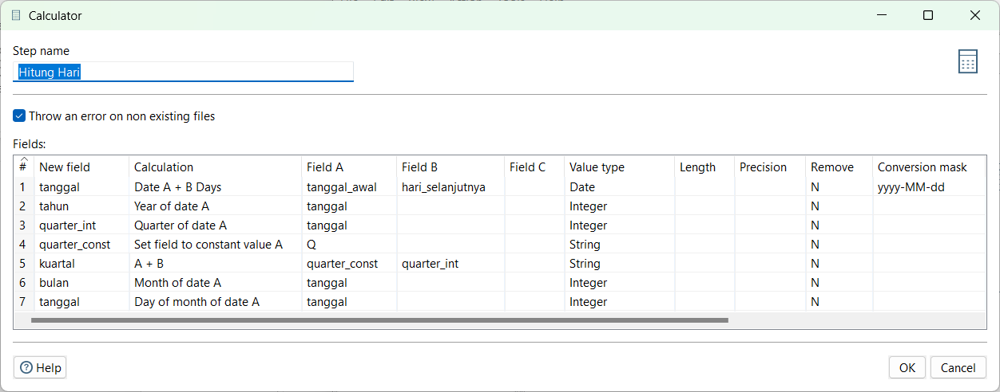 Calculator
Step name
Hitung Hari
Throw an error on non existing files
Fields:
# New field Calculation Field A Field B Field C Value type Length Precision Remove Conversion mask
1 tanggal Date A + B Days tanggal_awal hari_selanjutnya Date N yyyy-MM-dd
2 tahun Year of date A tanggal Integer N
3 quarter_int Quarter of date A tanggal Integer N
4 quarter_const Set field to constant value A Q String N
5 kuartal A + B quarter_const quarter_int String N
6 bulan Month of date A tanggal Integer N
7 tanggal Day of month of date A tanggal Integer N
Help OK Cancel